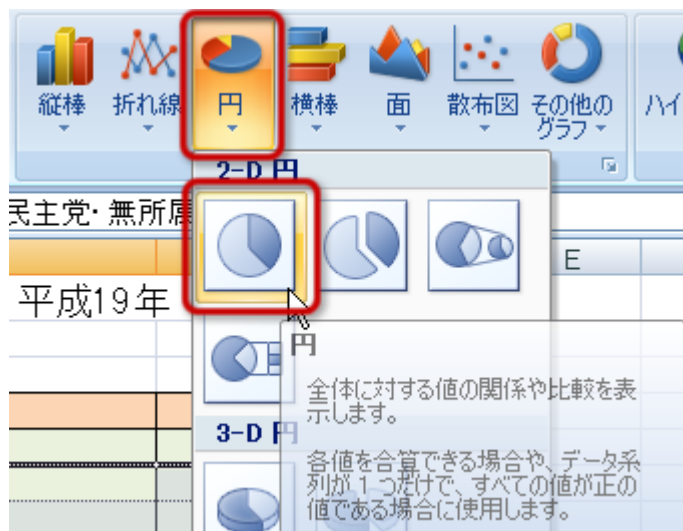 縦棒 折れ線 円 横棒 面 散布図 その他の
グラフ
ハイ
2-D 円
民主党・無所属
E
平成19年
円
全体に対する値の関係や比較を表
示します。
3-D 円
各値を合算できる場合や、データ系
列が 1 つだけで、すべての値が正の
値である場合に使用します。